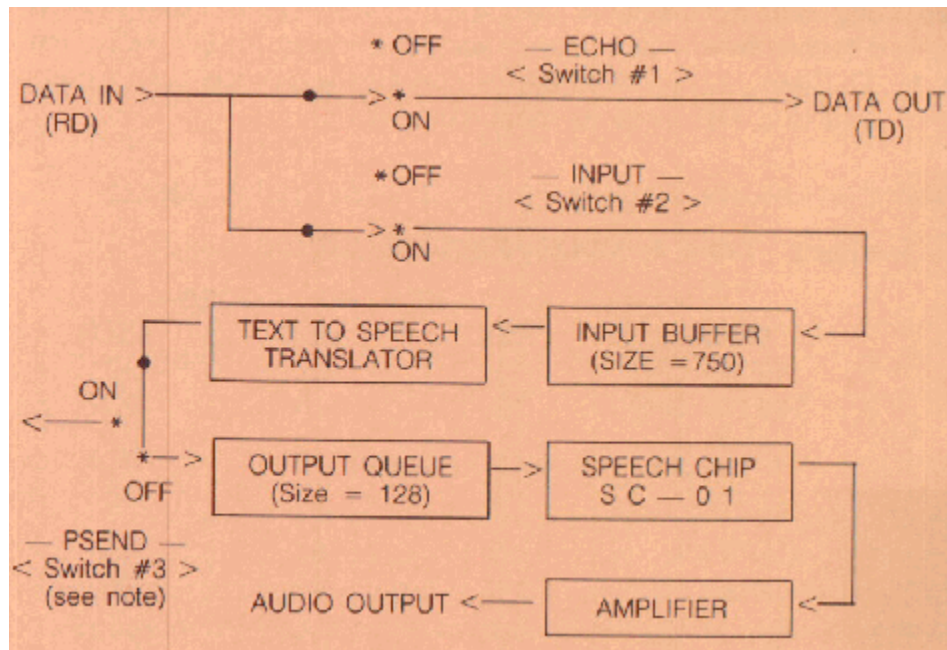 * OFF
— ECHO —
< Switch #1 >
DATA IN >
(RD)
> *
ON
> DATA OUT
(TD)
* OFF
— INPUT —
< Switch #2 >
> *
ON
TEXT TO SPEECH
TRANSLATOR
<
INPUT BUFFER
(SIZE = 750)
<
ON
< *
* >
OFF
OUTPUT QUEUE
(Size = 128)
>
SPEECH CHIP
S C — 0 1
— PSEND —
< Switch #3 >
(see note)
AUDIO OUTPUT <
AMPLIFIER
<